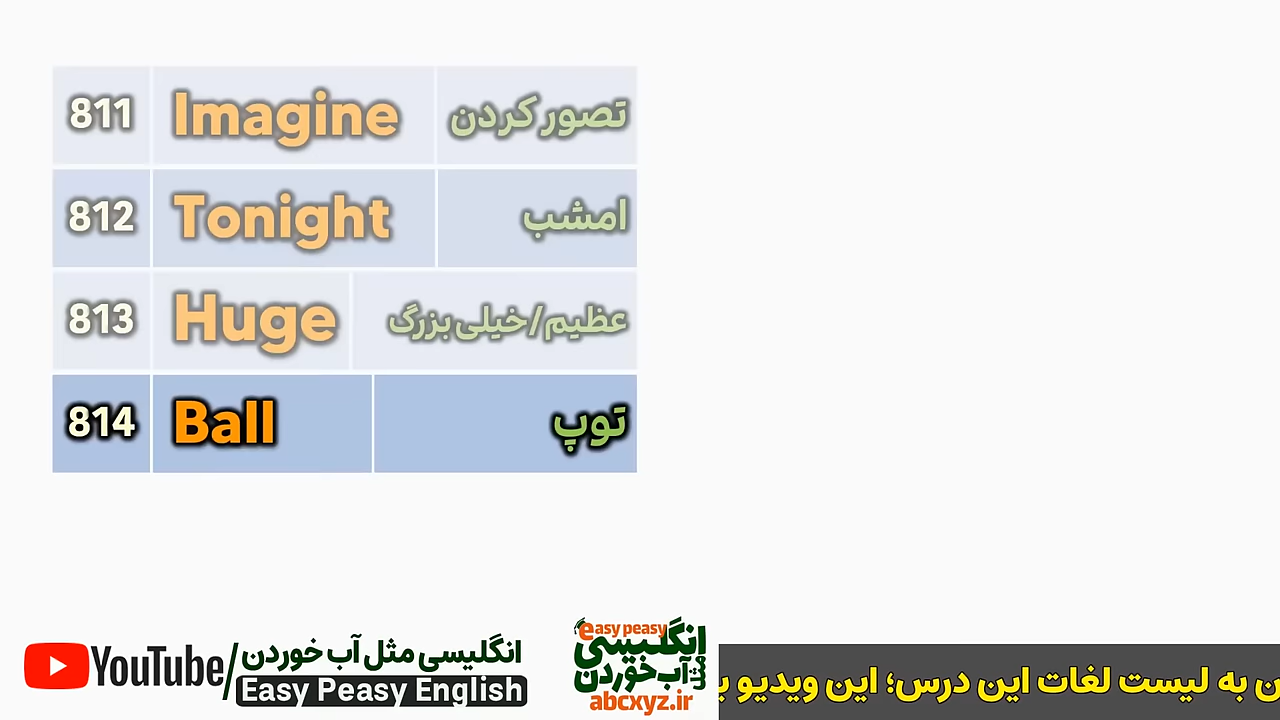 811 Imagine تصور کردن
812 Tonight امشب
813 Huge عظیم/خیلی بزرگ
814 Ball توپ
YouTube/انگلیسی مثل آب خوردن
Easy Peasy English
easy peasy
انگلیسی
مثل آب خوردن
abcxyz.ir
به لیست لغات این درس؛ این ویدیو